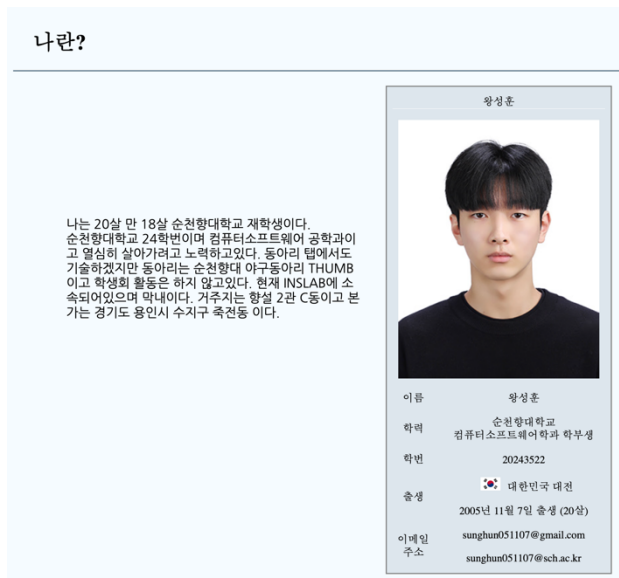 나란?
나는 20살 만 18살 순천향대학교 재학생이다.
순천향대학교 24학번이며 컴퓨터소프트웨어 공학과이
고 열심히 살아가려고 노력하고있다. 동아리 탭에서도
기술하겠지만 동아리는 순천향대 야구동아리 THUMB
이고 학생회 활동은 하지 않고있다. 현재 INSLAB에 소
속되어있으며 막내이다. 거주지는 향설 2관 C동이고 본
가는 경기도 용인시 수지구 죽전동 이다.
왕성훈
이름 왕성훈
학력 순천향대학교
컴퓨터소프트웨어학과 학부생
학번 20243522
출생 대한민국 대전
2005년 11월 7일 출생 (20살)
이메일 주소 sunghun051107@gmail.com
sunghun051107@sch.ac.kr